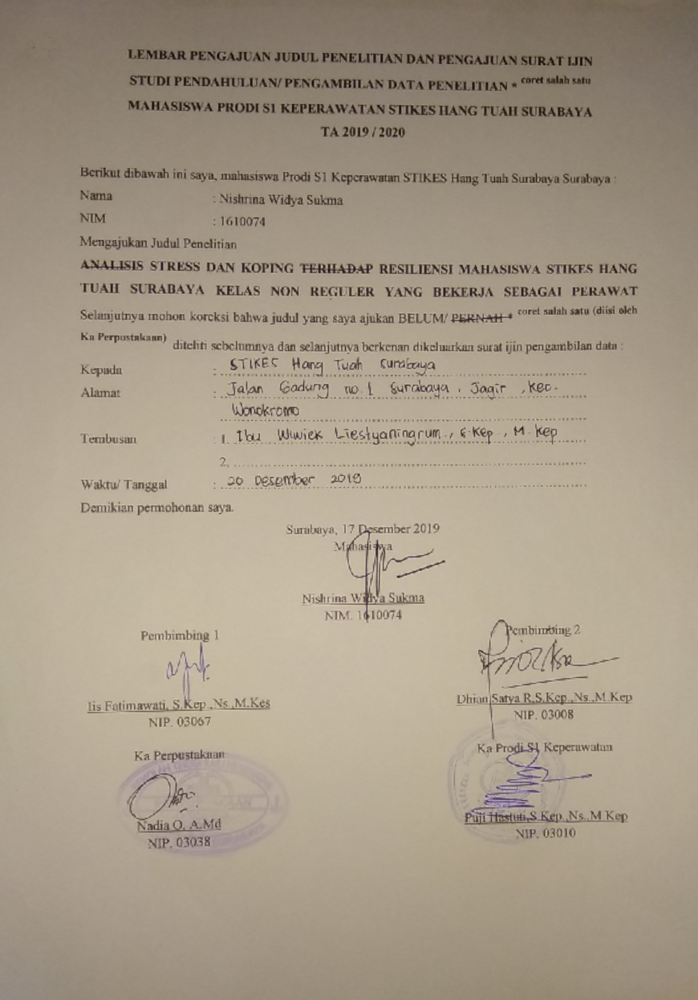 LEMBAR PENGAJUAN JUDUL PENELITIAN DAN PENGAJUAN SURAT IJIN
STUDI PENDAHULUAN/ PENGAMBILAN DATA PENELITIAN * coret salah satu
MAHASISWA PRODI S1 KEPERAWATAN STIKES HANG TUAH SURABAYA
TA 2019 / 2020
Berikut dibawah ini saya, mahasiswa Prodi S1 Keperawatan STIKES Hang Tuah Surabaya Surabaya :
Nama : Nishrina Widya Sukma
NIM : 1610074
Mengajukan Judul Penelitian
ANALISIS STRESS DAN KOPING TERHADAP RESILIENSI MAHASISWA STIKES HANG
TUAH SURABAYA KELAS NON REGULER YANG BEKERJA SEBAGAI PERAWAT
Selanjutnya mohon koreksi bahwa judul yang saya ajukan BELUM/ PERNAH * coret salah satu (diisi oleh
Ka Perpustakaan) diteliti sebelumnya dan selanjutnya berkenan dikeluarkan surat ijin pengambilan data :
Kepada : STIKES Hang Tuah Surabaya
Alamat : Jalan Gadung no. 1 Surabaya, Jagir, Kec.
Wonokromo
Tembusan : 1. Ibu Wiwiek Liestyaningrum., S.Kep, M.Kep
2.
Waktu/ Tanggal : 20 Desember 2019
Demikian permohonan saya.
Surabaya, 17 Desember 2019
Mahasiswa
Nishrina Widya Sukma
NIM. 1610074
Pembimbing 1 Pembimbing 2
Iis Fatimawati, S.Kep.,Ns.,M.Kes Dhian Satya R,S.Kep.,Ns.,M.Kep
NIP. 03067 NIP. 03008
Ka Perpustakaan Ka Prodi S1 Keperawatan
Nadia O, A.Md Puji Hastuti,S.Kep.,Ns.,M.Kep
NIP. 03038 NIP. 03010